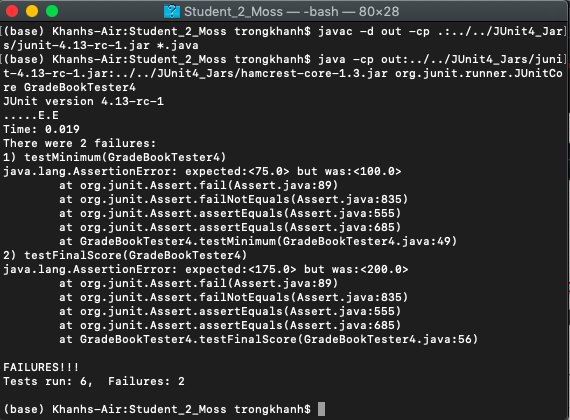 Student_2_Moss — -bash — 80×28
[(base) Khanhs-Air:Student_2_Moss trongkhanh$ javac -d out -cp .:../../JUnit4_Jar]
s/junit-4.13-rc-1.jar *.java
[(base) Khanhs-Air:Student_2_Moss trongkhanh$ java -cp out:../../JUnit4_Jars/juni]
t-4.13-rc-1.jar:../../JUnit4_Jars/hamcrest-core-1.3.jar org.junit.runner.JUnitCo
re GradeBookTester4
JUnit version 4.13-rc-1
.....E.E
Time: 0.019
There were 2 failures:
1) testMinimum(GradeBookTester4)
java.lang.AssertionError: expected:<75.0> but was:<100.0>
        at org.junit.Assert.fail(Assert.java:89)
        at org.junit.Assert.failNotEquals(Assert.java:835)
        at org.junit.Assert.assertEquals(Assert.java:555)
        at org.junit.Assert.assertEquals(Assert.java:685)
        at GradeBookTester4.testMinimum(GradeBookTester4.java:49)
2) testFinalScore(GradeBookTester4)
java.lang.AssertionError: expected:<175.0> but was:<200.0>
        at org.junit.Assert.fail(Assert.java:89)
        at org.junit.Assert.failNotEquals(Assert.java:835)
        at org.junit.Assert.assertEquals(Assert.java:555)
        at org.junit.Assert.assertEquals(Assert.java:685)
        at GradeBookTester4.testFinalScore(GradeBookTester4.java:56)
FAILURES!!!
Tests run: 6,  Failures: 2
(base) Khanhs-Air:Student_2_Moss trongkhanh$